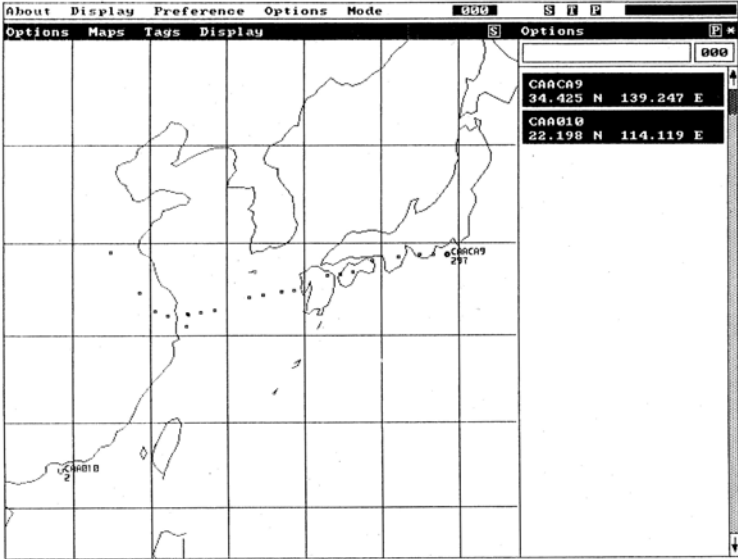 About Display Preference Options Mode 000 S T P
Options Maps Tags Display S
Options P
000
CAACA9
34.425 N 139.247 E
CAA010
22.198 N 114.119 E
CAACA9
297
CAA010
2